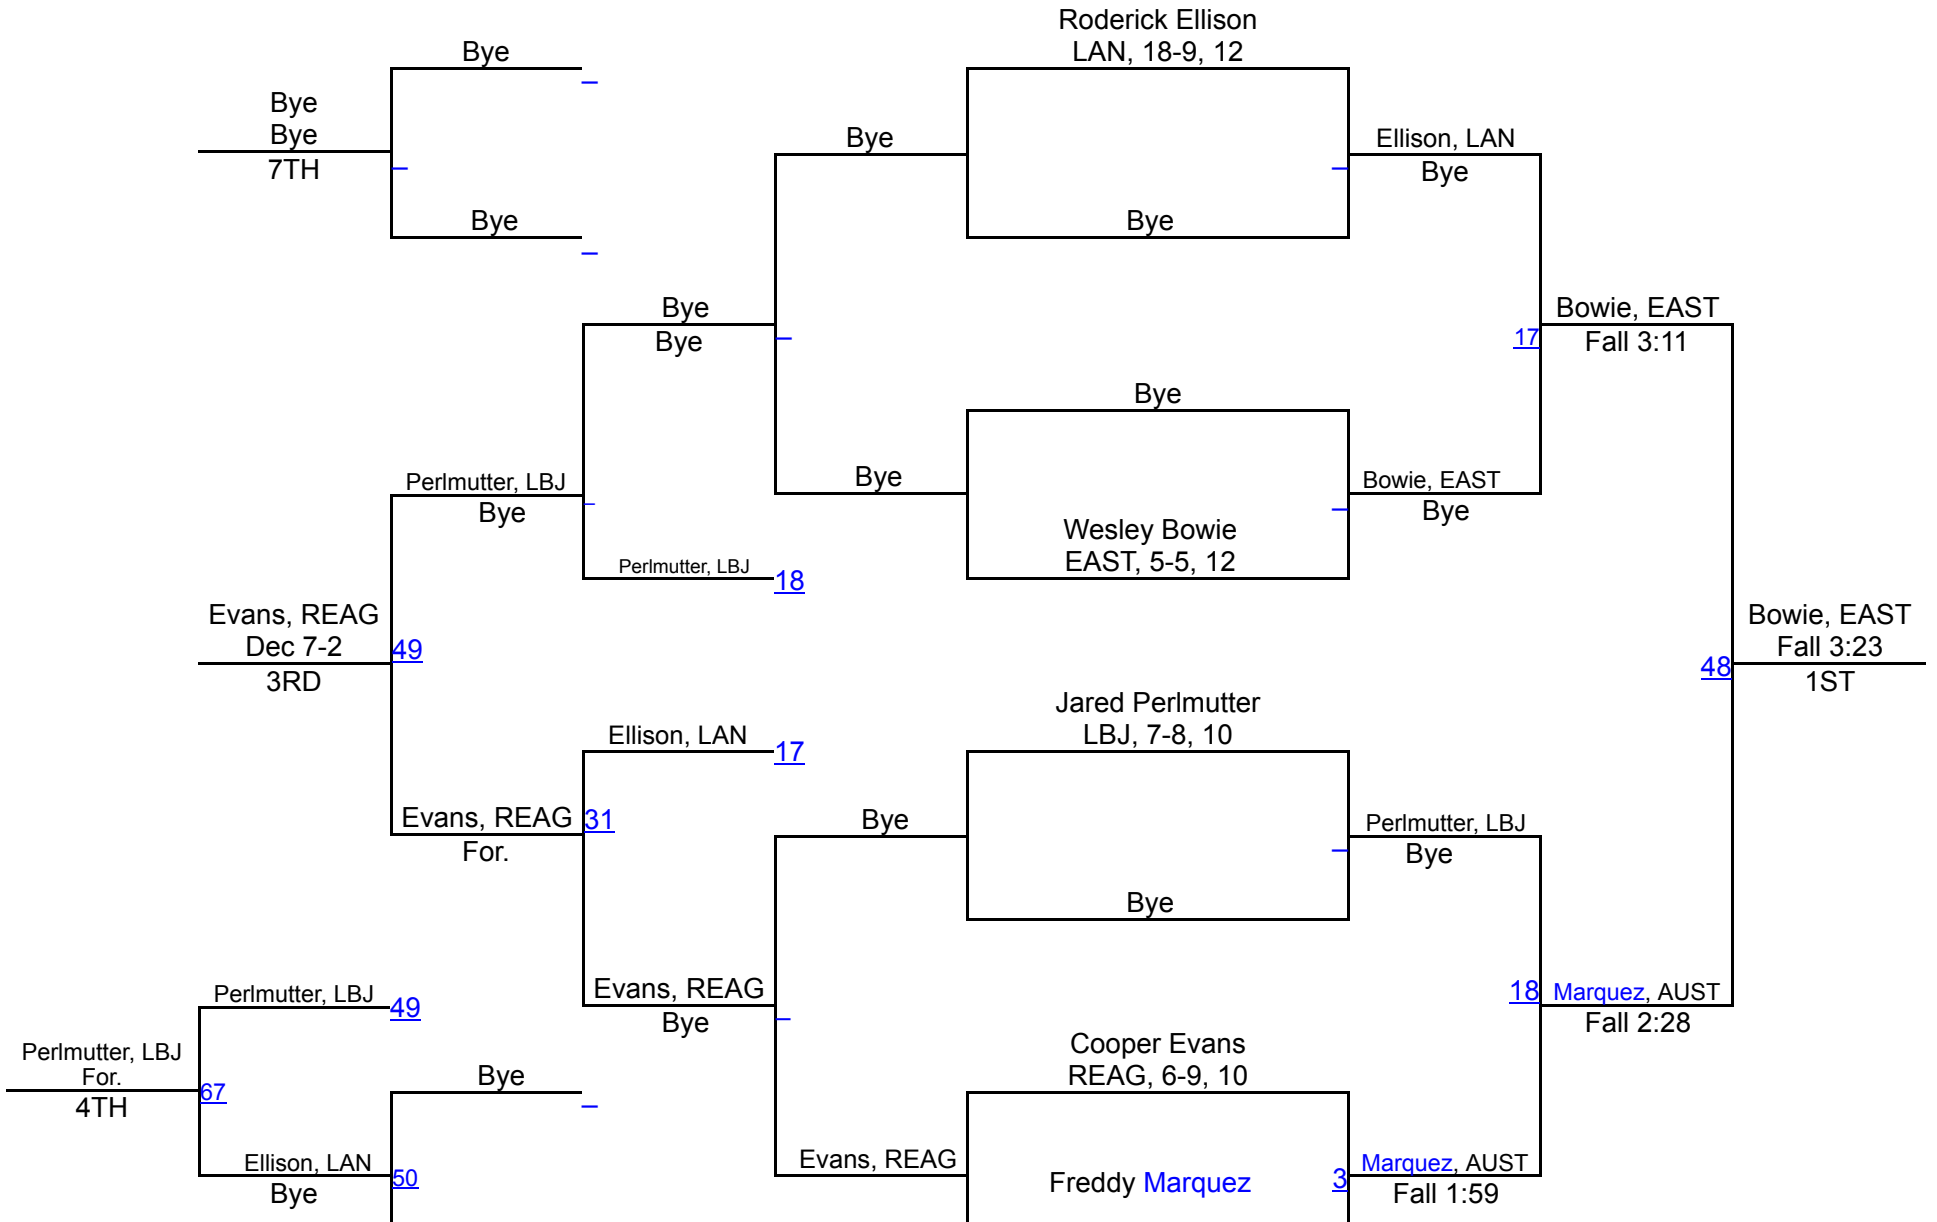 Roderick Ellison
LAN, 18-9, 12
Bye
Bye
Bye
7TH
Bye
Ellison, LAN
Bye
Bye
Bye
Bye
Bye
17
Bowie, EAST
Fall 3:11
Bye
Bye
Perlmutter, LBJ
Bye
Bowie, EAST
Bye
Wesley Bowie
EAST, 5-5, 12
Perlmutter, LBJ
18
Evans, REAG
Dec 7-2
3RD
49
Bowie, EAST
Fall 3:23
1ST
48
Jared Perlmutter
LBJ, 7-8, 10
Ellison, LAN
17
Evans, REAG
For.
31
Bye
Perlmutter, LBJ
Bye
Bye
Perlmutter, LBJ
49
Evans, REAG
Bye
18
Marquez, AUST
Fall 2:28
Perlmutter, LBJ
For.
4TH
67
Bye
Cooper Evans
REAG, 6-9, 10
Ellison, LAN
Bye
50
Evans, REAG
Freddy Marquez
3
Marquez, AUST
Fall 1:59